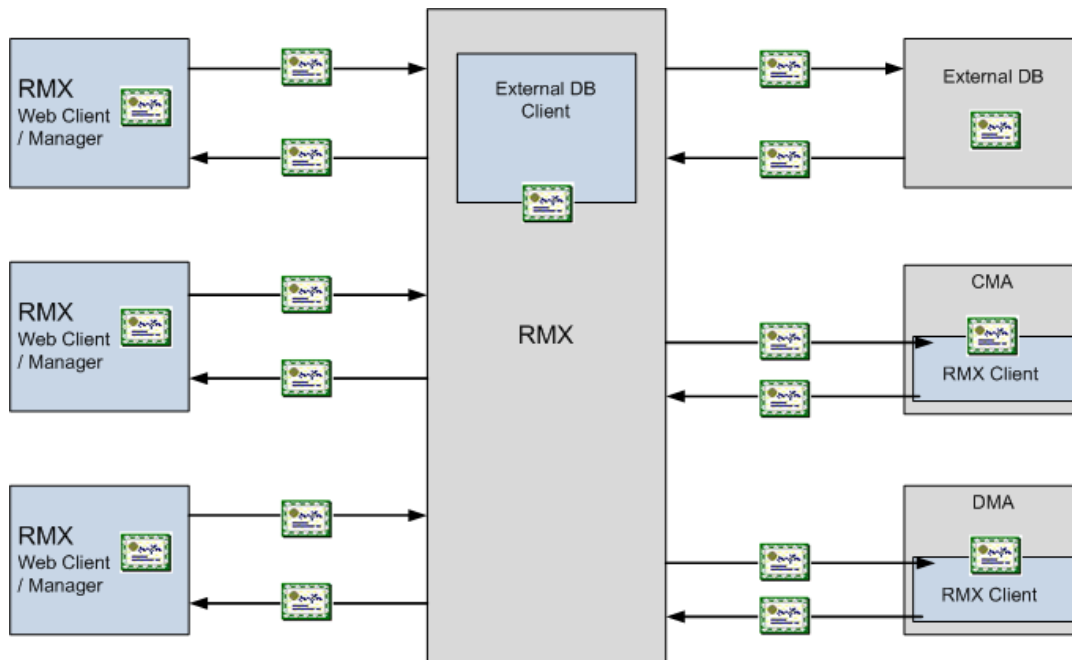 RMX
Web Client
/ Manager
External DB
Client
External DB
RMX
Web Client
/ Manager
RMX
CMA
RMX Client
RMX
Web Client
/ Manager
DMA
RMX Client